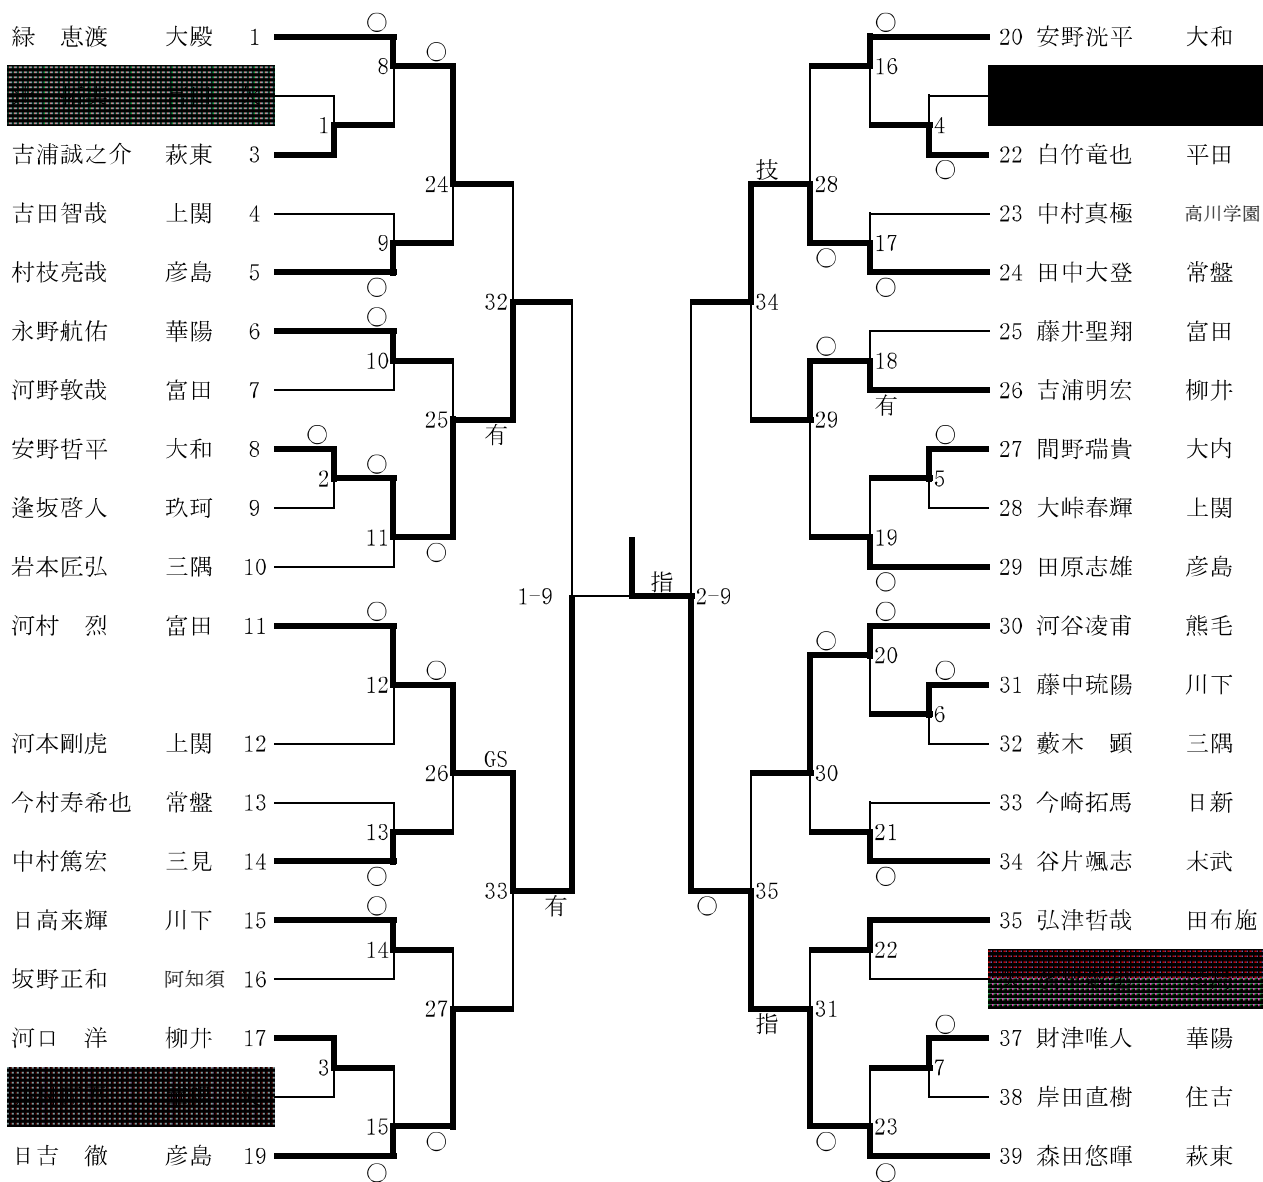 緑　恵渡　大殿　1
吉浦誠之介　萩東　3
吉田智哉　上関　4
村枝亮哉　彦島　5
永野航佑　華陽　6
河野敦哉　富田　7
安野哲平　大和　8
逢坂啓人　玖珂　9
岩本匠弘　三隅　10
河村　烈　富田　11
河本剛虎　上関　12
今村寿希也　常盤　13
中村篤宏　三見　14
日高来輝　川下　15
坂野正和　阿知須　16
河口　洋　柳井　17
日吉　徹　彦島　19
8
1
24
9
32
10
25
有
2
11
1-9
12
GS
26
13
33
有
14
27
3
15
指
2-9
16
4
技
28
17
34
18
有
29
5
19
20
6
30
21
35
22
指
31
7
23
20　安野洸平　大和
22　白竹竜也　平田
23　中村真極　高川学園
24　田中大登　常盤
25　藤井聖翔　富田
26　吉浦明宏　柳井
27　間野瑞貴　大内
28　大峠春輝　上関
29　田原志雄　彦島
30　河谷凌甫　熊毛
31　藤中琉陽　川下
32　藪木　顕　三隅
33　今崎拓馬　日新
34　谷片颯志　木武
35　弘津哲哉　田布施
37　財津唯人　華陽
38　岸田直樹　住吉
39　森田悠暉　萩東